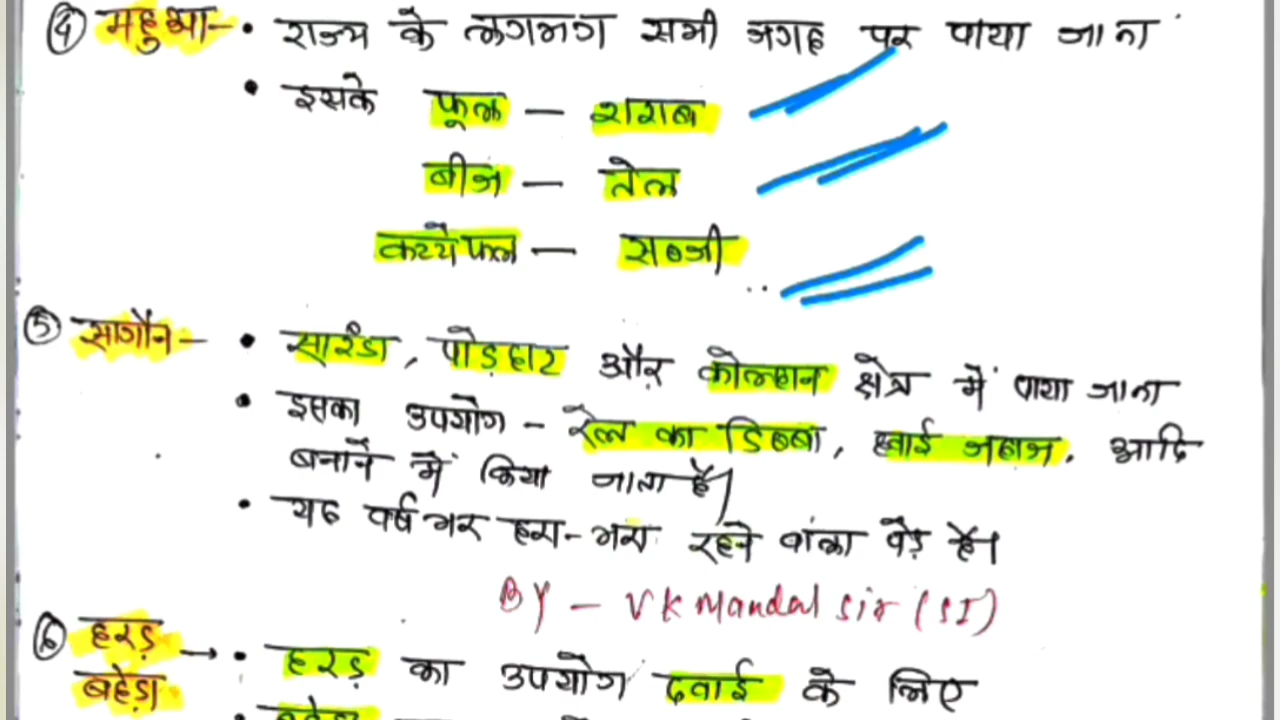 ④ महुआ - • राज्य के लगभग सभी जगह पर पाया जाता
• इसके फूल — शराब
बीज — तेल
कच्चे फल — सब्जी
⑤ सागौन - • सारंडा, पोड़हाट और कोल्हान क्षेत्र में पाया जाता
• इसका उपयोग - रेल का डिब्बा, हवाई जहाज, आदि
बनाने में किया जाता है।
• यह वर्ष भर हरा-भरा रहने वाला पेड़ है।
BY - VK Mandal sir (SI)
⑥ हरड़ → • हरड़ का उपयोग दवाई के लिए
बहेड़ा